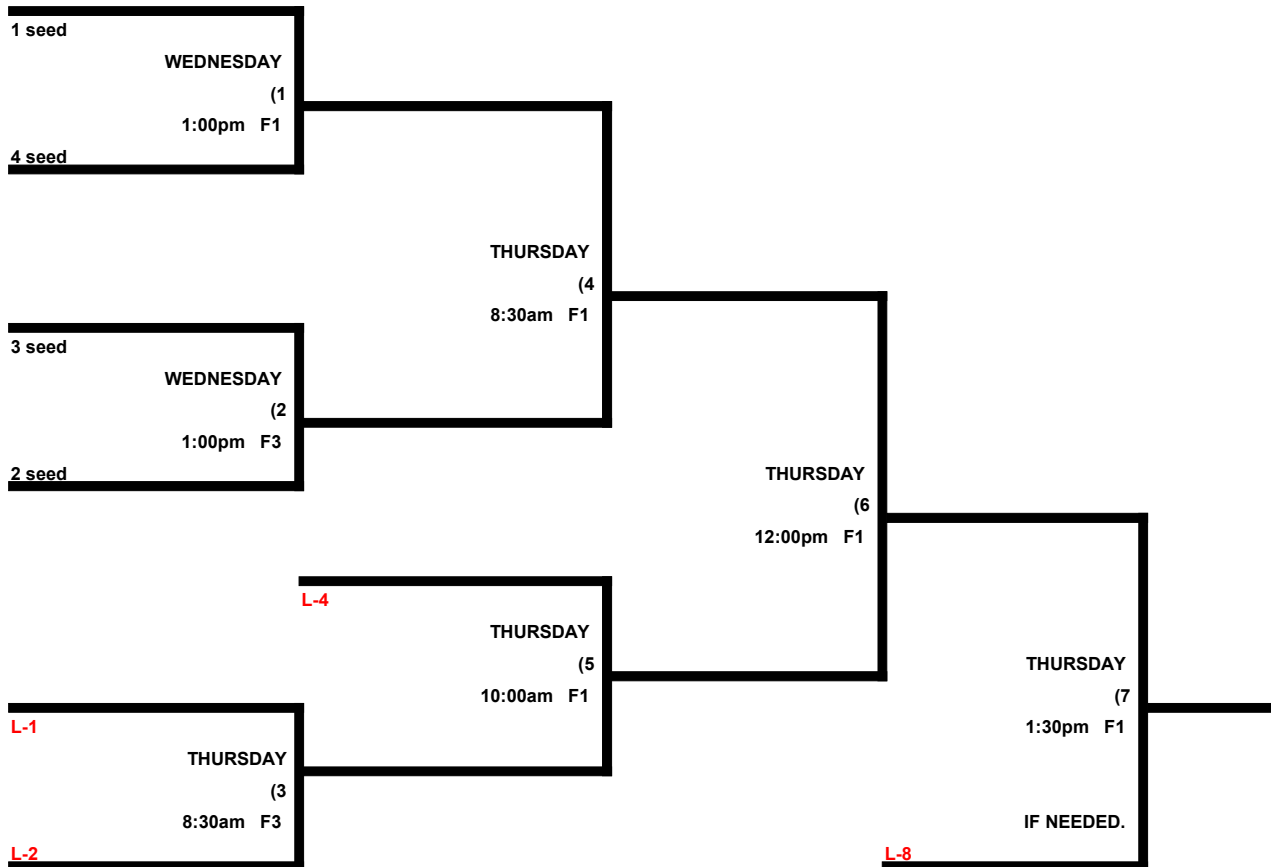 1 seed
WEDNESDAY
(1
1:00pm F1
4 seed
THURSDAY
(4
8:30am F1
3 seed
WEDNESDAY
(2
1:00pm F3
2 seed
THURSDAY
(6
12:00pm F1
L-4
THURSDAY
(5
10:00am F1
THURSDAY
(7
1:30pm F1
L-1
THURSDAY
(3
8:30am F3
IF NEEDED.
L-2
L-8